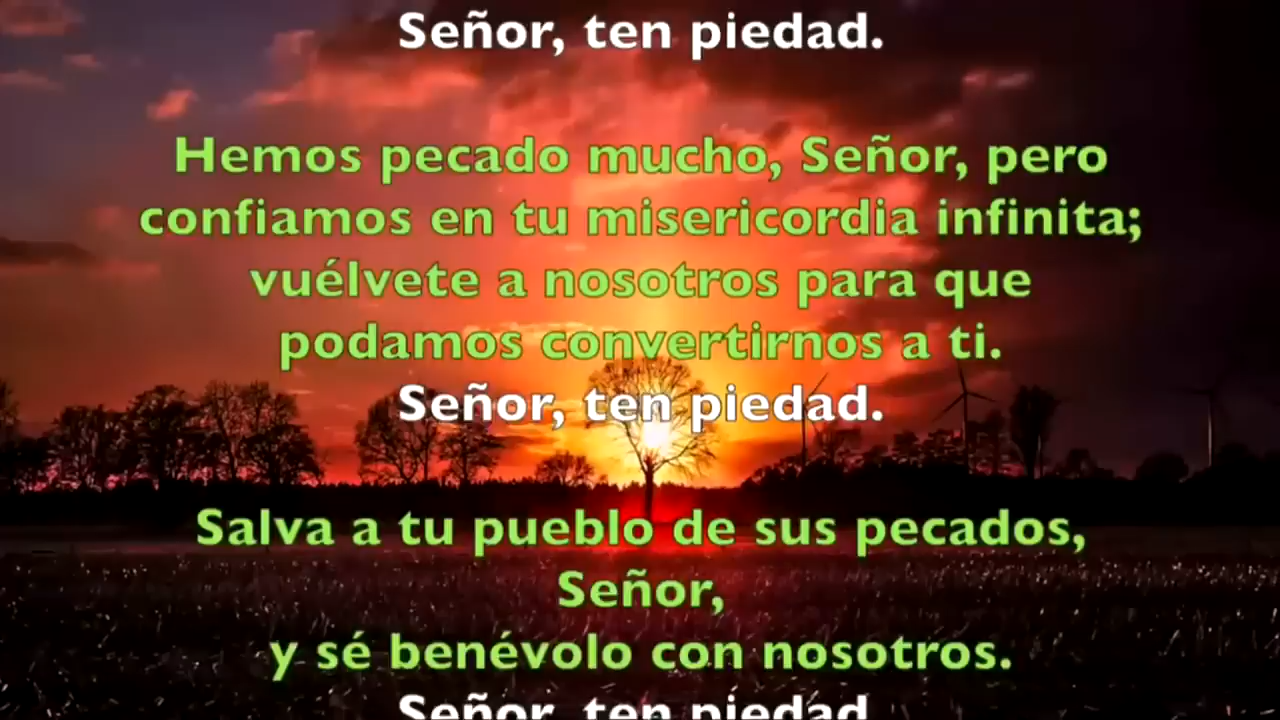 Señor, ten piedad.
Hemos pecado mucho, Señor, pero
confiamos en tu misericordia infinita;
vuélvete a nosotros para que
podamos convertirnos a ti.
Señor, ten piedad.
Salva a tu pueblo de sus pecados,
Señor,
y sé benévolo con nosotros.
Señor, ten piedad